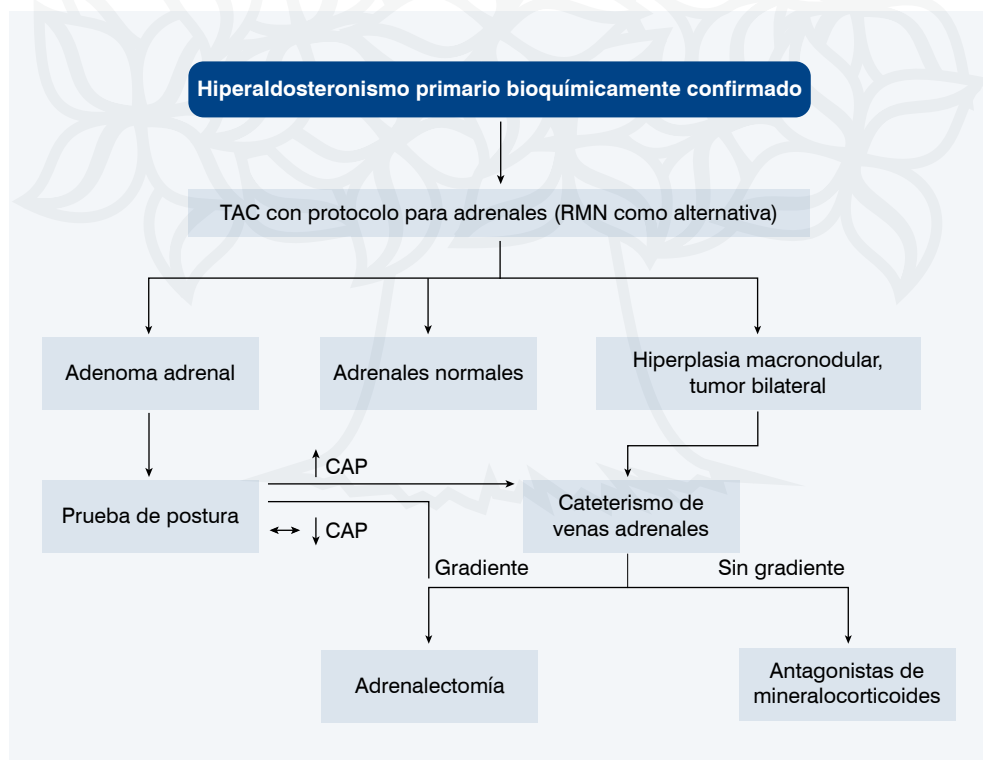 Hiperaldosteronismo primario bioquímicamente confirmado
TAC con protocolo para adrenales (RMN como alternativa)
Adenoma adrenal
Adrenales normales
Hiperplasia macronodular,
tumor bilateral
Prueba de postura
↑ CAP
↔ ↓ CAP
Cateterismo de
venas adrenales
Gradiente
Sin gradiente
Adrenalectomía
Antagonistas de
mineralocorticoides